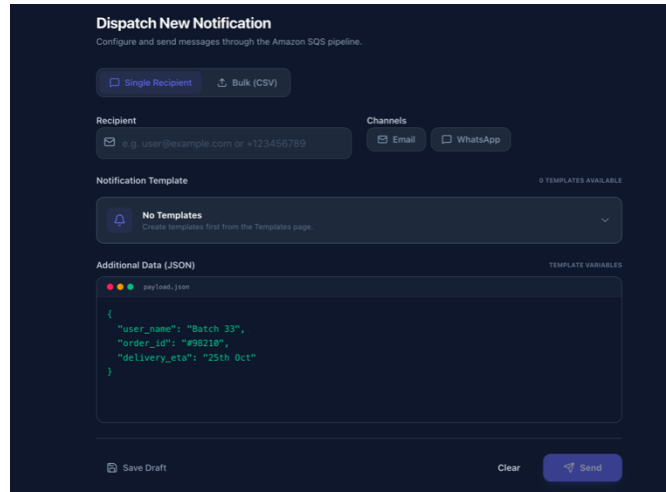 Dispatch New Notification
Configure and send messages through the Amazon SQS pipeline.
Single Recipient
Bulk (CSV)
Recipient
Channels
e.g. user@example.com or +123456789
Email
WhatsApp
Notification Template
0 TEMPLATES AVAILABLE
No Templates
Create templates first from the Templates page.
Additional Data (JSON)
TEMPLATE VARIABLES
payload.json
{
"user_name": "Batch 33",
"order_id": "#98210",
"delivery_eta": "25th Oct"
}
Save Draft
Clear
Send